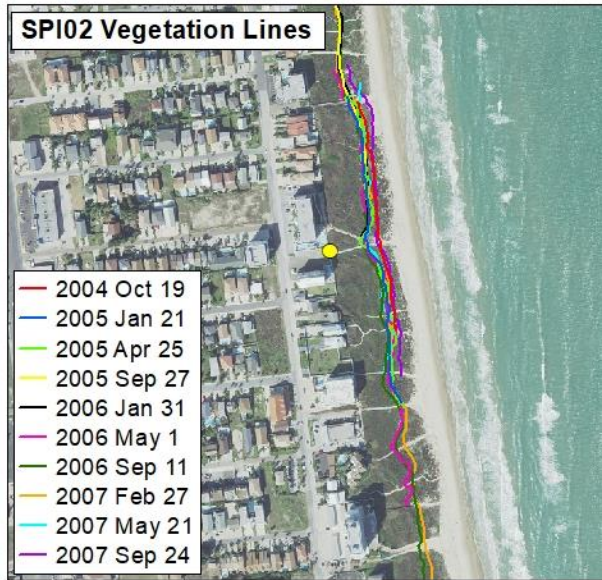 SPI02 Vegetation Lines
2004 Oct 19
2005 Jan 21
2005 Apr 25
2005 Sep 27
2006 Jan 31
2006 May 1
2006 Sep 11
2007 Feb 27
2007 May 21
2007 Sep 24